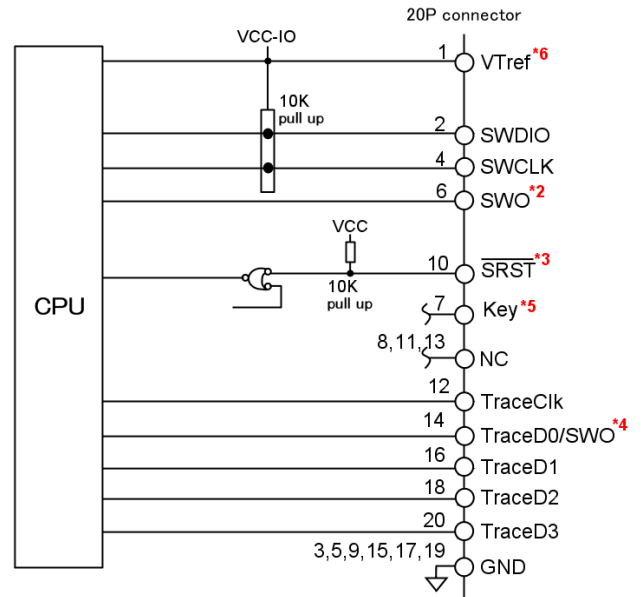 20P connector
VCC-IO
1 VTref*6
10K
pull up
2 SWDIO
4 SWCLK
6 SWO*2
VCC
10 SRST*3
10K
pull up
CPU
7 Key*5
8,11,13 NC
12 TraceClk
14 TraceD0/SWO*4
16 TraceD1
18 TraceD2
20 TraceD3
3,5,9,15,17,19 GND